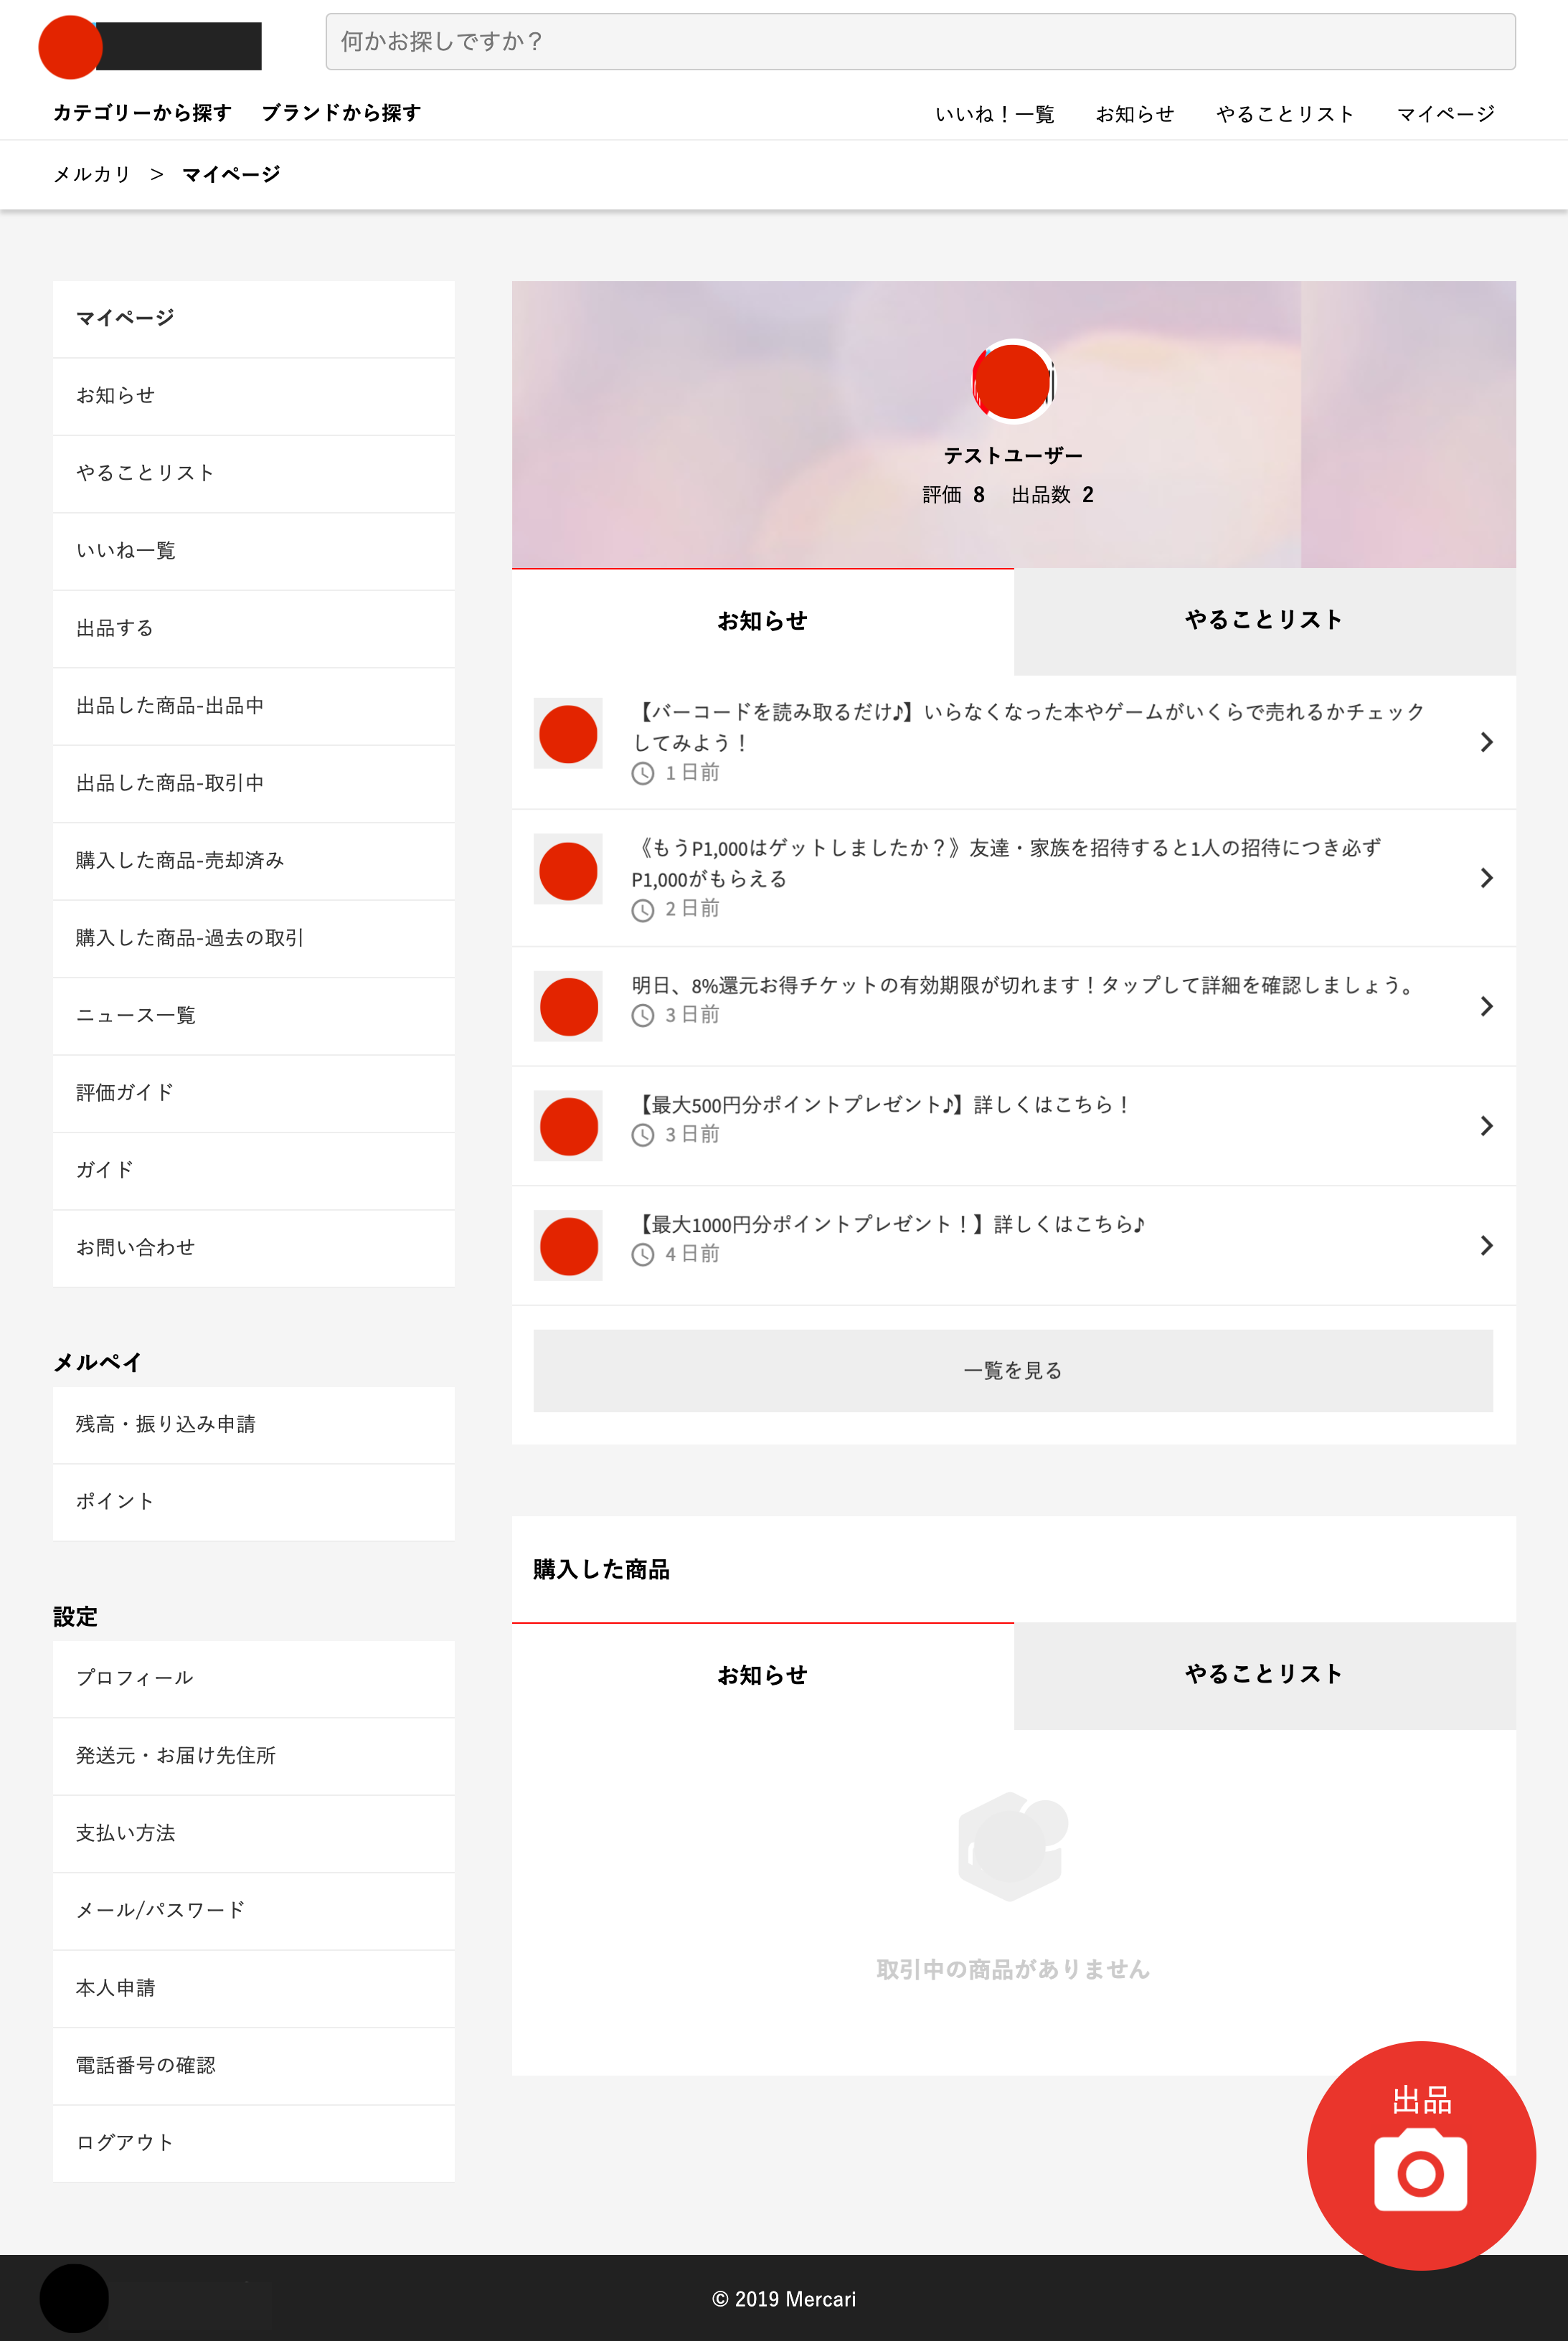 何かお探しですか？
カテゴリーから探す ブランドから探す
いいね！一覧 お知らせ やることリスト マイページ
メルカリ > マイページ
マイページ
お知らせ
やることリスト
いいね一覧
出品する
出品した商品-出品中
出品した商品-取引中
購入した商品-売却済み
購入した商品-過去の取引
ニュース一覧
評価ガイド
ガイド
お問い合わせ
メルペイ
残高・振り込み申請
ポイント
設定
プロフィール
発送元・お届け先住所
支払い方法
メール/パスワード
本人申請
電話番号の確認
ログアウト
テストユーザー
評価 8 出品数 2
お知らせ やることリスト
【バーコードを読み取るだけ♪】いらなくなった本やゲームがいくらで売れるかチェック
してみよう！
1 日前
《もうP1,000はゲットしましたか？》友達・家族を招待すると1人の招待につき必ず
P1,000がもらえる
2 日前
明日、8%還元お得チケットの有効期限が切れます！タップして詳細を確認しましょう。
3 日前
【最大500円分ポイントプレゼント♪】詳しくはこちら！
3 日前
【最大1000円分ポイントプレゼント！】詳しくはこちら♪
4 日前
一覧を見る
購入した商品
お知らせ やることリスト
取引中の商品がありません
出品
© 2019 Mercari